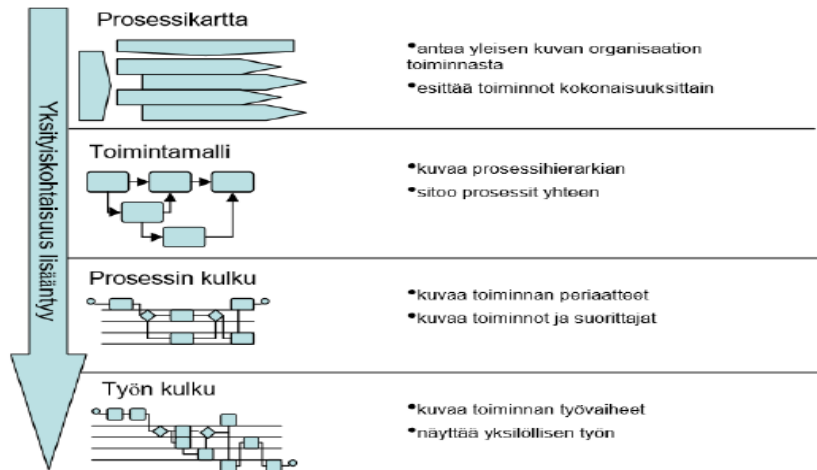 Prosessikartta
•antaa yleisen kuvan organisaation
toiminnasta
•esittää toiminnot kokonaisuuksittain
Yksityiskohtaisuus lisääntyy
Toimintamalli
•kuvaa prosessihierarkian
•sitoo prosessit yhteen
Prosessin kulku
•kuvaa toiminnan periaatteet
•kuvaa toiminnot ja suorittajat
Työn kulku
•kuvaa toiminnan työvaiheet
•näyttää yksilöllisen työn